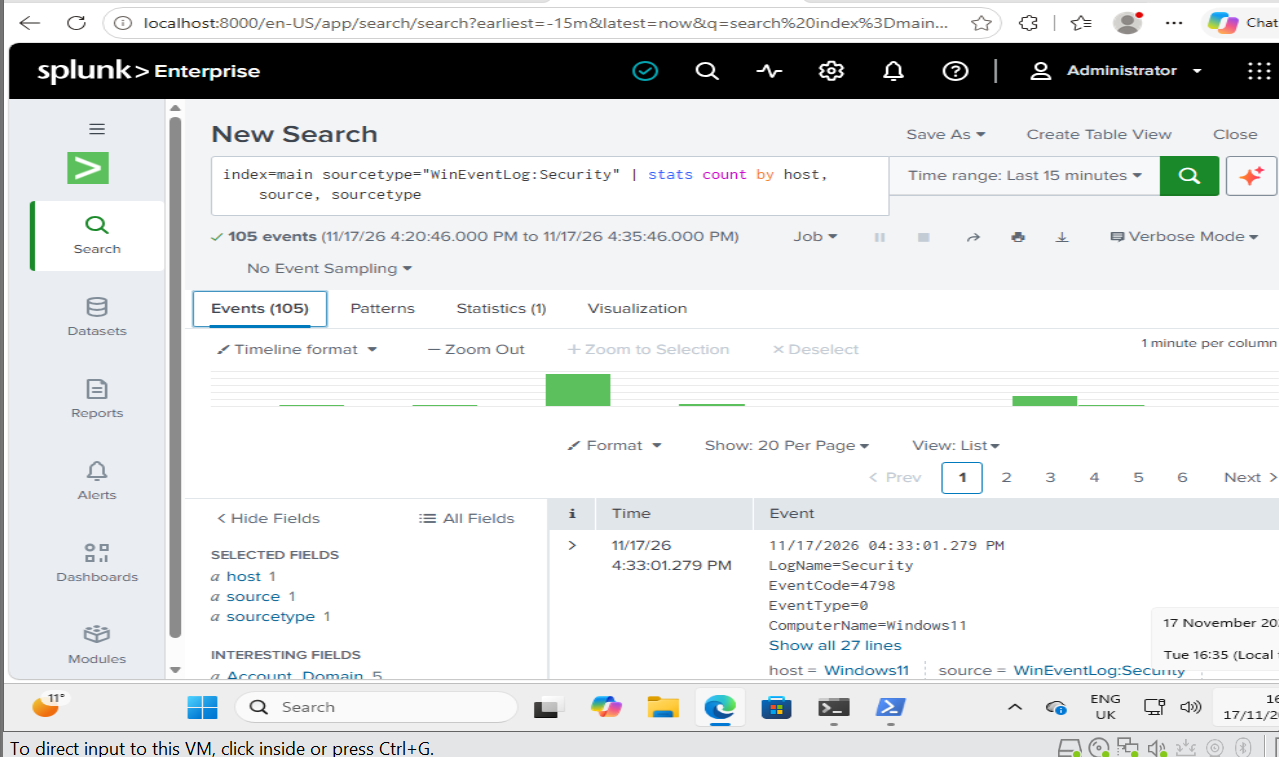 localhost:8000/en-US/app/search/search?earliest=-15m&latest=now&q=search%20index%3Dmain...
Chat
splunk> Enterprise
Administrator
New Search
Save As
Create Table View
Close
index=main sourcetype="WinEventLog:Security" | stats count by host,
source, sourcetype
Time range: Last 15 minutes
Search
105 events (11/17/26 4:20:46.000 PM to 11/17/26 4:35:46.000 PM)
Job
Verbose Mode
No Event Sampling
Datasets
Events (105)
Patterns
Statistics (1)
Visualization
Timeline format
— Zoom Out
+ Zoom to Selection
× Deselect
1 minute per column
Reports
Format
Show: 20 Per Page
View: List
< Prev
1
2
3
4
5
6
Next >
Alerts
< Hide Fields
All Fields
i
Time
Event
SELECTED FIELDS
a host 1
a source 1
a sourcetype 1
INTERESTING FIELDS
a Account_Domain 5
Dashboards
Modules
>
11/17/26
4:33:01.279 PM
11/17/2026 04:33:01.279 PM
LogName=Security
EventCode=4798
EventType=0
ComputerName=Windows11
Show all 27 lines
host = Windows11
source = WinEventLog:Security
17 November 20
Tue 16:35 (Local
11°
Search
ENG
UK
16
17/11/2
To direct input to this VM, click inside or press Ctrl+G.